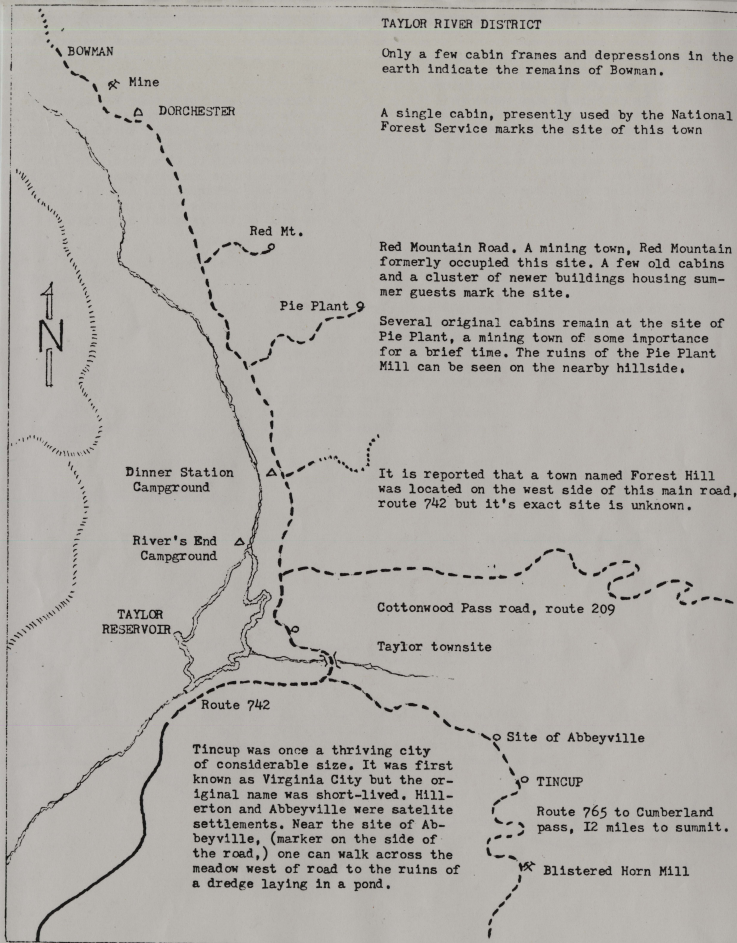 TAYLOR RIVER DISTRICT
BOWMAN
Only a few cabin frames and depressions in the
earth indicate the remains of Bowman.
Mine
DORCHESTER
A single cabin, presently used by the National
Forest Service marks the site of this town
Red Mt.
Red Mountain Road. A mining town, Red Mountain
formerly occupied this site. A few old cabins
and a cluster of newer buildings housing sum-
mer guests mark the site.
N
Pie Plant
Several original cabins remain at the site of
Pie Plant, a mining town of some importance
for a brief time. The ruins of the Pie Plant
Mill can be seen on the nearby hillside.
Dinner Station
Campground
It is reported that a town named Forest Hill
was located on the west side of this main road,
route 742 but it's exact site is unknown.
River's End
Campground
Cottonwood Pass road, route 209
TAYLOR
RESERVOIR
Taylor townsite
Route 742
Site of Abbeyville
TINCUP
Route 765 to Cumberland
pass, I2 miles to summit.
Blistered Horn Mill
Tincup was once a thriving city
of considerable size. It was first
known as Virginia City but the or-
iginal name was short-lived. Hill-
erton and Abbeyville were satelite
settlements. Near the site of Ab-
beyville, (marker on the side of
the road,) one can walk across the
meadow west of road to the ruins of
a dredge laying in a pond.